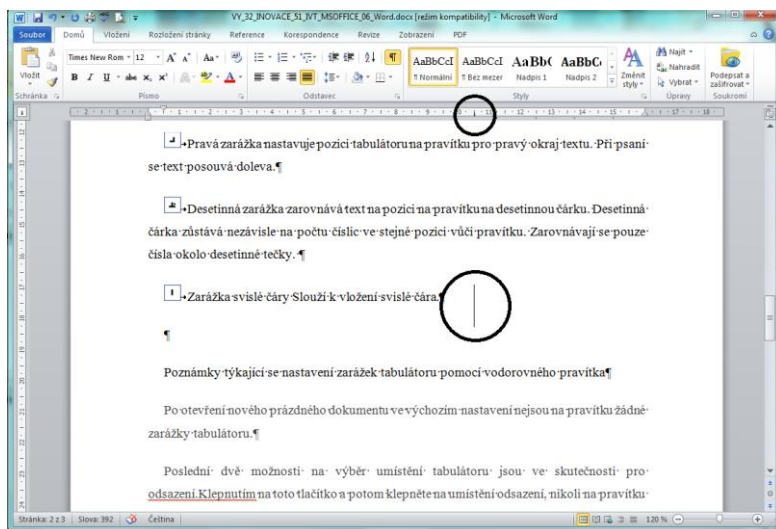 VY_32_INOVACE_51_IVT_MSOFFICE_06_Word.docx [režim kompatibility] - Microsoft Word
Soubor Domů Vložení Rozložení stránky Reference Korespondence Revize Zobrazení PDF
Times New Rom 12
AaBbCcI AaBbCcI AaBb( AaBbCc
Vložit
¶ Normální ¶ Bez mezer Nadpis 1 Nadpis 2
Změnit styly
Najít
Nahradit
Vybrat
Podepsat a zašifrovat
Schránka Písmo Odstavec Styly Úpravy Soukromí
Pravá zarážka nastavuje pozici tabulátoru na pravítku pro pravý okraj textu. Při psaní
se text posouvá doleva.¶
Desetinná zarážka zarovnává text na pozici na pravítku na desetinnou čárku. Desetinná
čárka zůstává nezávisle na počtu číslic ve stejné pozici vůči pravítku. Zarovnávají se pouze
čísla okolo desetinné tečky. ¶
Zarážka svislé čáry Slouží k vložení svislé čára.¶
¶
Poznámky týkající se nastavení zarážek tabulátoru pomocí vodorovného pravítka¶
Po otevření nového prázdného dokumentu ve výchozím nastavení nejsou na pravítku žádné
zarážky tabulátoru.¶
Poslední dvě možnosti na výběr umístění tabulátoru jsou ve skutečnosti pro
odsazení.Klepnutím na toto tlačítko a potom klepněte na umístění odsazení, nikoli na pravítku
Stránka: 2 z 3 Slova: 392 Čeština 120 %